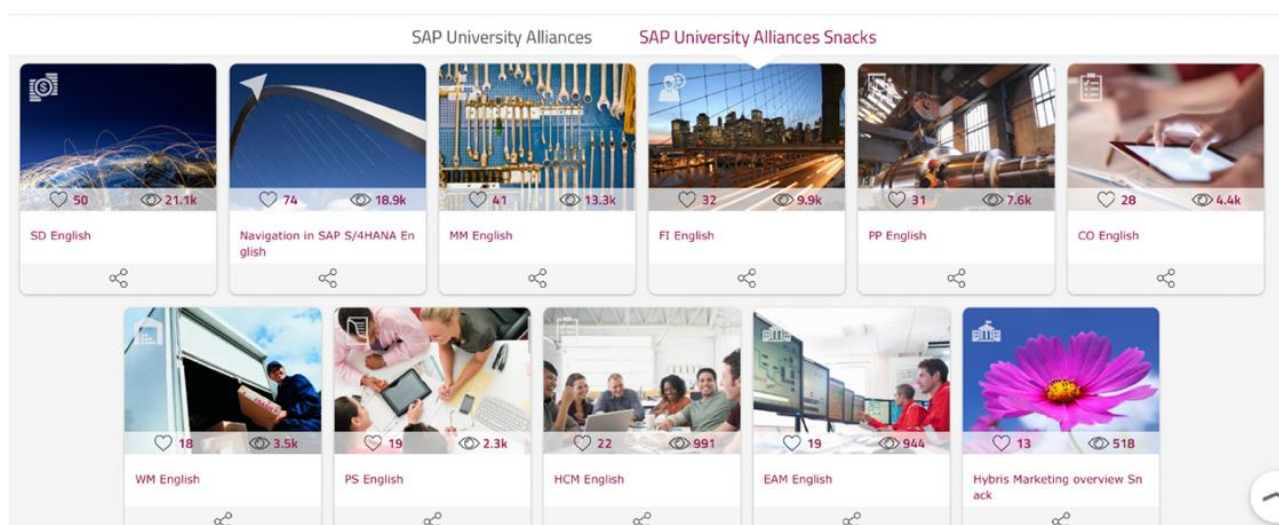 SAP University Alliances
SAP University Alliances Snacks
50 21.1k
SD English
74 18.9k
Navigation in SAP S/4HANA En
glish
41 13.3k
MM English
32 9.9k
FI English
31 7.6k
PP English
28 4.4k
CO English
18 3.5k
WM English
19 2.3k
PS English
22 991
HCM English
19 944
EAM English
13 518
Hybris Marketing overview Sn
ack